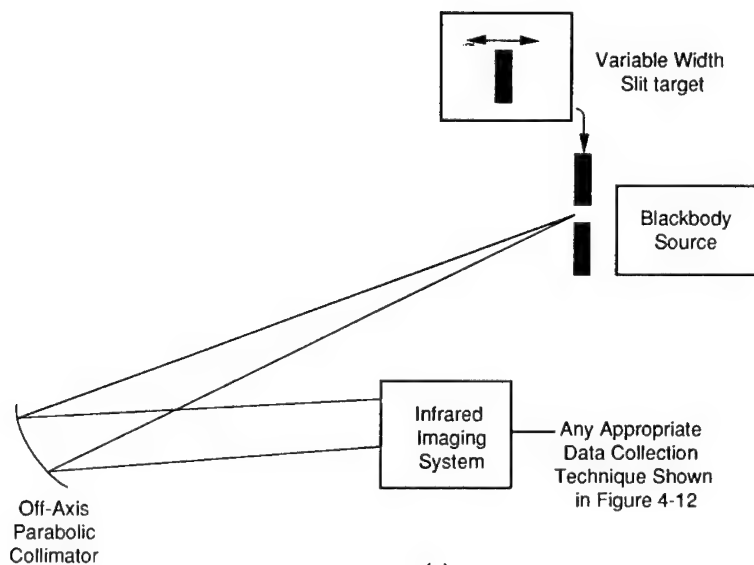 Variable Width
Slit target
Blackbody
Source
Infrared
Imaging
System
Any Appropriate
Data Collection
Technique Shown
in Figure 4-12
Off-Axis
Parabolic
Collimator